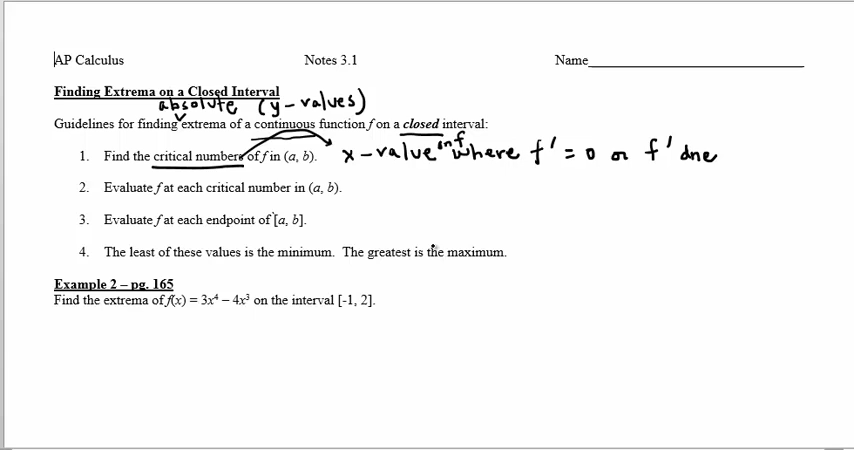 AP Calculus Notes 3.1 Name
Finding Extrema on a Closed Interval
absolute (y-values)
Guidelines for finding extrema of a continuous function f on a closed interval:
1. Find the critical numbers of f in (a, b). x-value in f where f' = 0 or f' dne
2. Evaluate f at each critical number in (a, b).
3. Evaluate f at each endpoint of [a, b].
4. The least of these values is the minimum. The greatest is the maximum.
Example 2 – pg. 165
Find the extrema of f(x) = 3x⁴ – 4x³ on the interval [-1, 2].